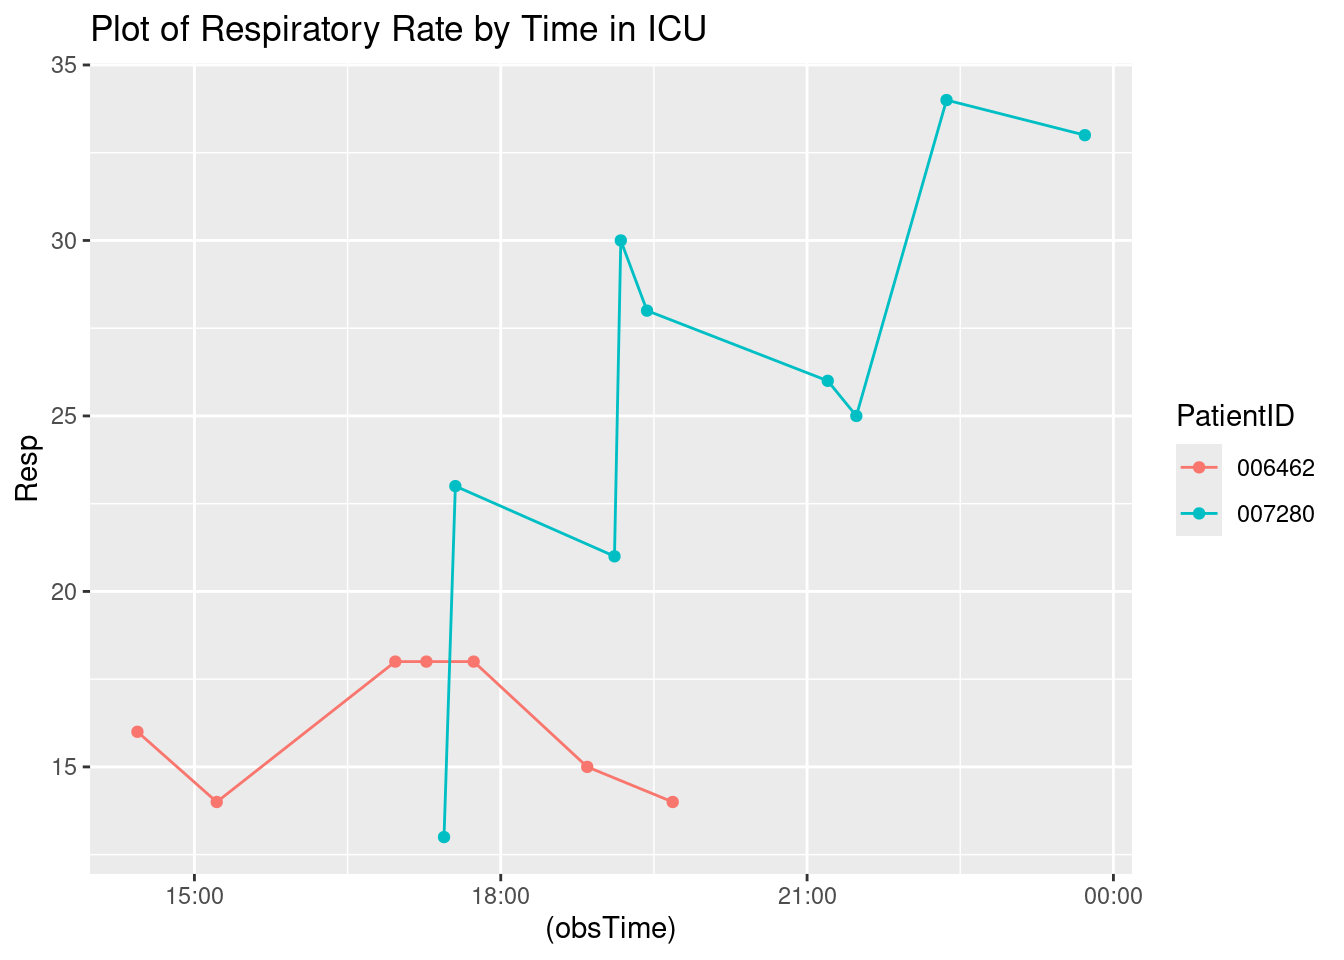 Plot of Respiratory Rate by Time in ICU
35
30
25
20
15
Resp
15:00 18:00 21:00 00:00
(obsTime)
PatientID
006462
007280